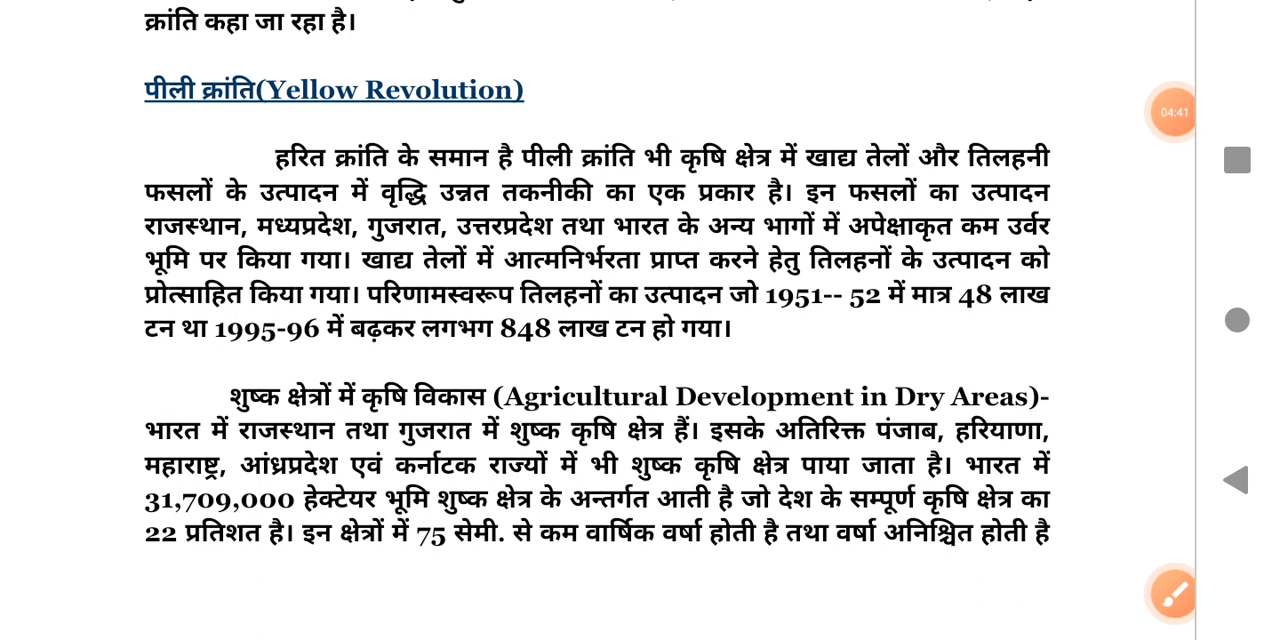 क्रांति कहा जा रहा है।
पीली क्रांति(Yellow Revolution)
हरित क्रांति के समान है पीली क्रांति भी कृषि क्षेत्र में खाद्य तेलों और तिलहनी
फसलों के उत्पादन में वृद्धि उन्नत तकनीकी का एक प्रकार है। इन फसलों का उत्पादन
राजस्थान, मध्यप्रदेश, गुजरात, उत्तरप्रदेश तथा भारत के अन्य भागों में अपेक्षाकृत कम उर्वर
भूमि पर किया गया। खाद्य तेलों में आत्मनिर्भरता प्राप्त करने हेतु तिलहनों के उत्पादन को
प्रोत्साहित किया गया। परिणामस्वरूप तिलहनों का उत्पादन जो 1951-- 52 में मात्र 48 लाख
टन था 1995-96 में बढ़कर लगभग 848 लाख टन हो गया।
शुष्क क्षेत्रों में कृषि विकास (Agricultural Development in Dry Areas)-
भारत में राजस्थान तथा गुजरात में शुष्क कृषि क्षेत्र हैं। इसके अतिरिक्त पंजाब, हरियाणा,
महाराष्ट्र, आंध्रप्रदेश एवं कर्नाटक राज्यों में भी शुष्क कृषि क्षेत्र पाया जाता है। भारत में
31,709,000 हेक्टेयर भूमि शुष्क क्षेत्र के अन्तर्गत आती है जो देश के सम्पूर्ण कृषि क्षेत्र का
22 प्रतिशत है। इन क्षेत्रों में 75 सेमी. से कम वार्षिक वर्षा होती है तथा वर्षा अनिश्चित होती है
04:41